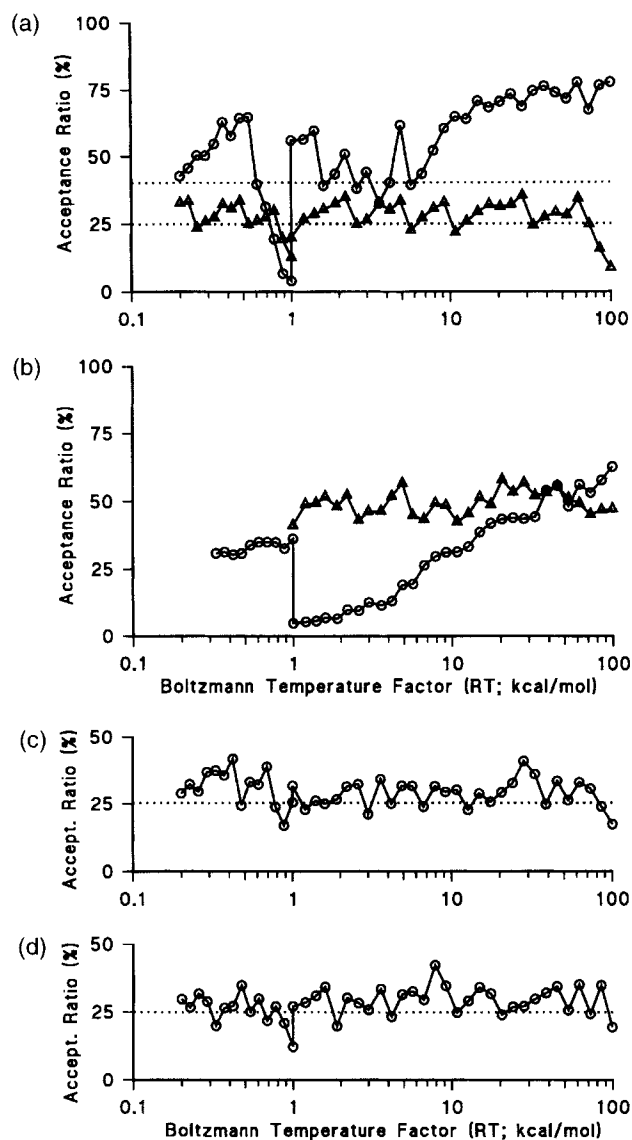 (a)
Acceptance Ratio (%)
100
75
50
25
0
0.1 1 10 100
(b)
Acceptance Ratio (%)
100
75
50
25
0
0.1 1 10 100
Boltzmann Temperature Factor (RT; kcal/mol)
(c)
Accept. Ratio (%)
50
25
0
0.1 1 10 100
(d)
Accept. Ratio (%)
50
25
0
0.1 1 10 100
Boltzmann Temperature Factor (RT; kcal/mol)